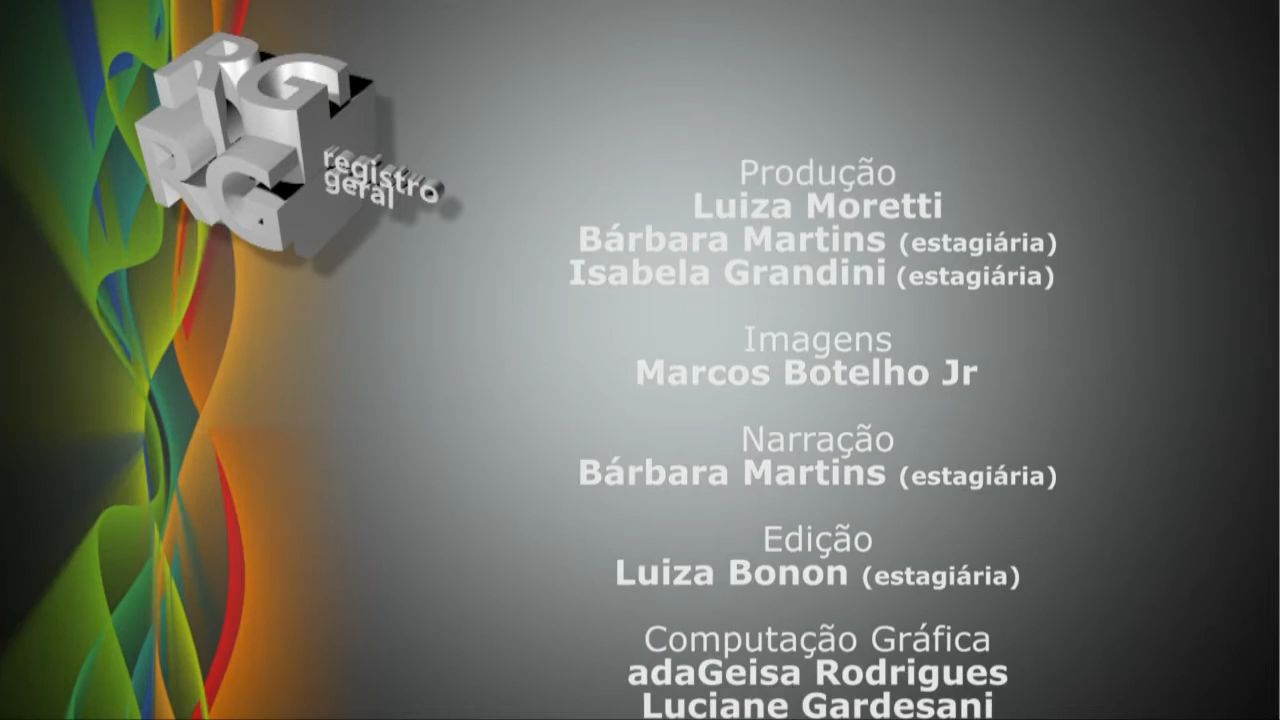 RG
RG
registro
geral
Produção
Luiza Moretti
Bárbara Martins (estagiária)
Isabela Grandini (estagiária)
Imagens
Marcos Botelho Jr
Narração
Bárbara Martins (estagiária)
Edição
Luiza Bonon (estagiária)
Computação Gráfica
adaGeisa Rodrigues
Luciane Gardesani